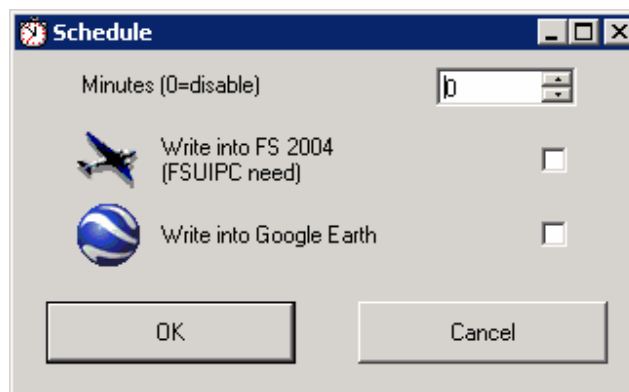 Schedule
Minutes (0=disable)
0
Write into FS 2004
(FSUIPC need)
Write into Google Earth
OK
Cancel